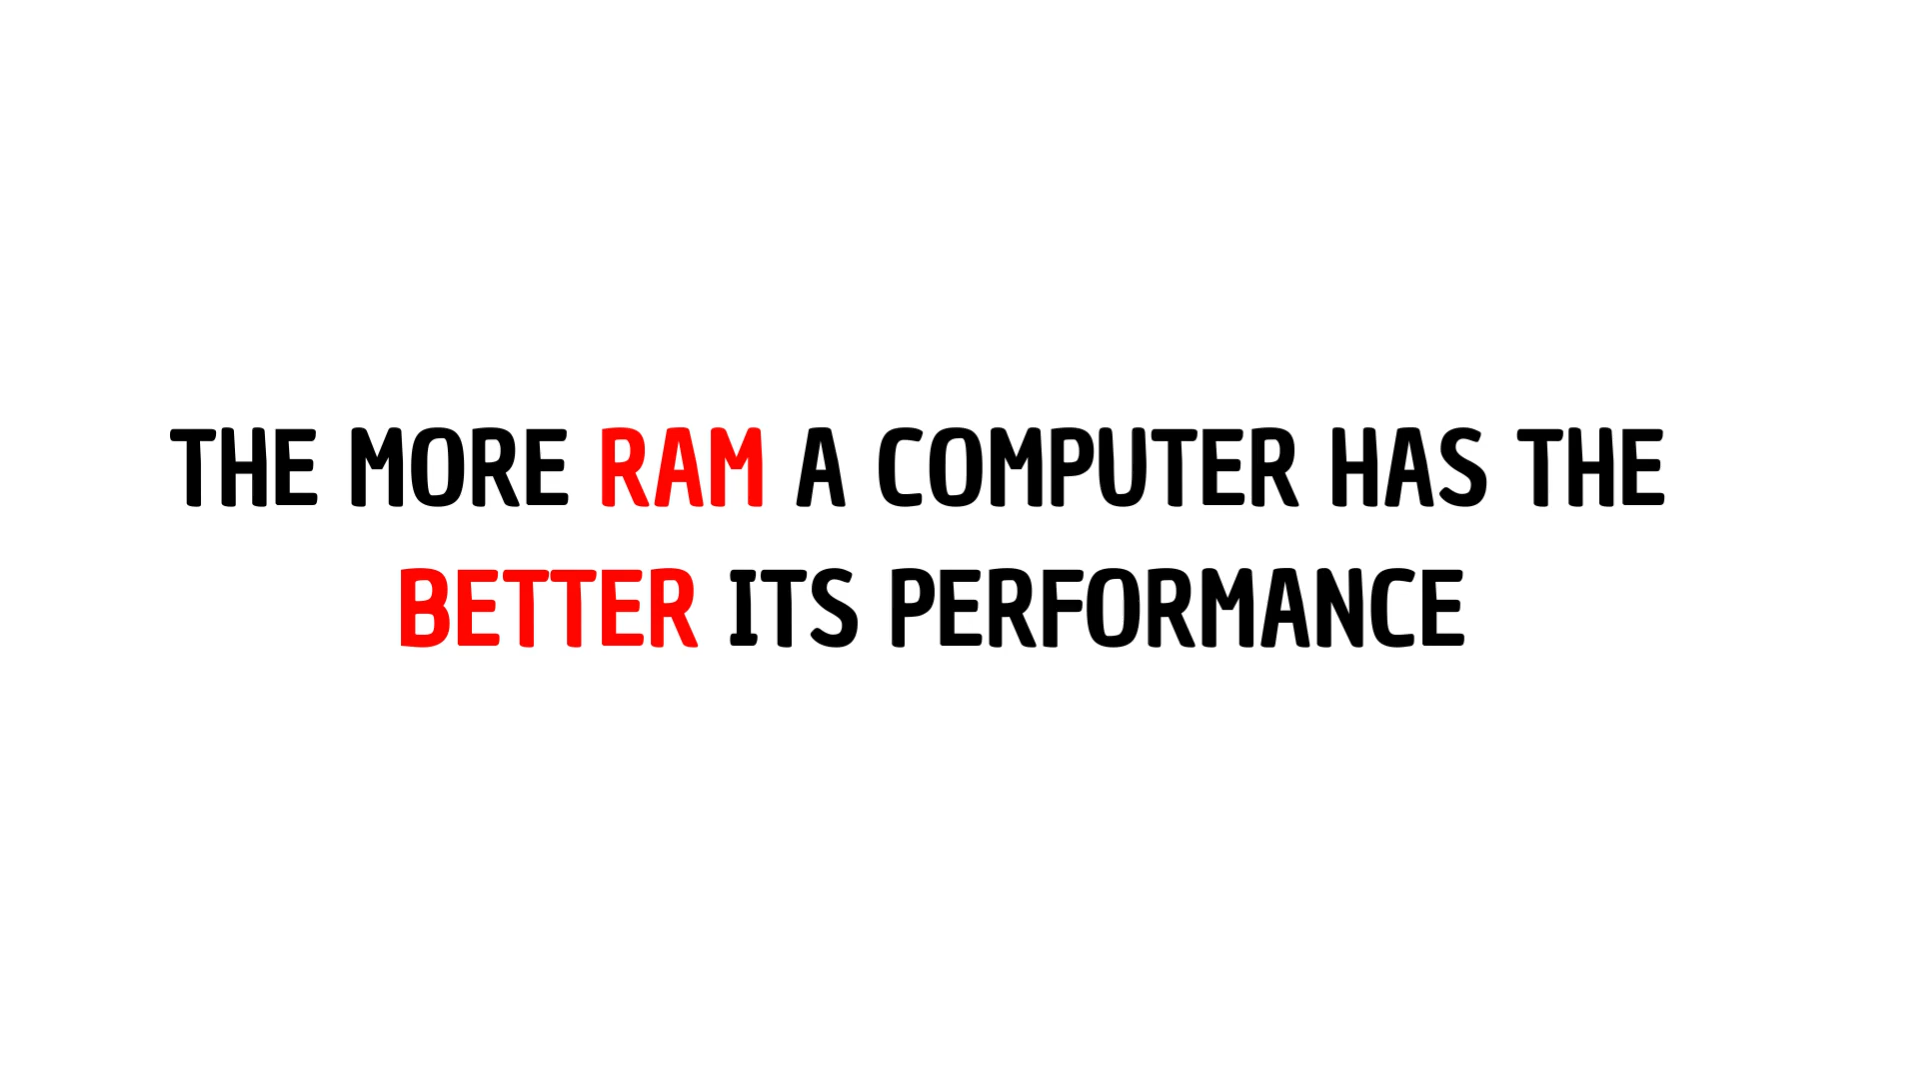 THE MORE RAM A COMPUTER HAS THE
BETTER ITS PERFORMANCE